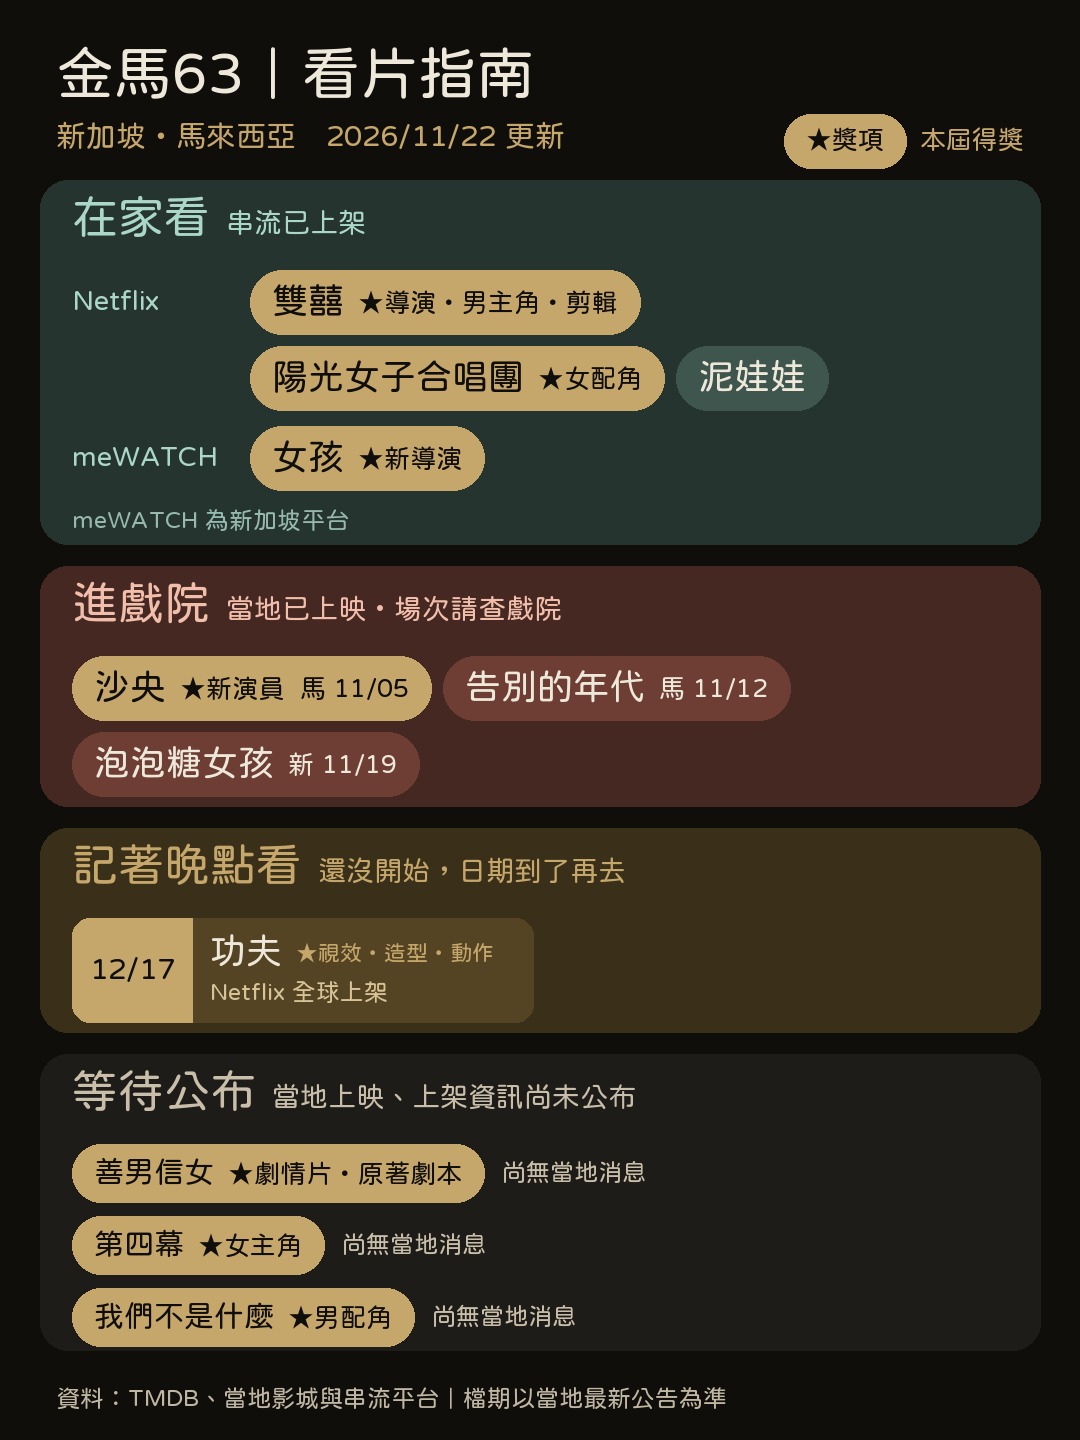 金馬63｜看片指南
新加坡・馬來西亞　2026/11/22 更新
★獎項　本屆得獎
在家看　串流已上架
Netflix　雙囍　★導演・男主角・剪輯
陽光女子合唱團　★女配角　泥娃娃
meWATCH　女孩　★新導演
meWATCH 為新加坡平台
進戲院　當地已上映・場次請查戲院
沙央　★新演員　馬 11/05　告別的年代　馬 11/12
泡泡糖女孩　新 11/19
記著晚點看　還沒開始，日期到了再去
12/17　功夫　★視效・造型・動作
Netflix 全球上架
等待公布　當地上映、上架資訊尚未公布
善男信女　★劇情片・原著劇本　尚無當地消息
第四幕　★女主角　尚無當地消息
我們不是什麼　★男配角　尚無當地消息
資料：TMDB、當地影城與串流平台｜檔期以當地最新公告為準